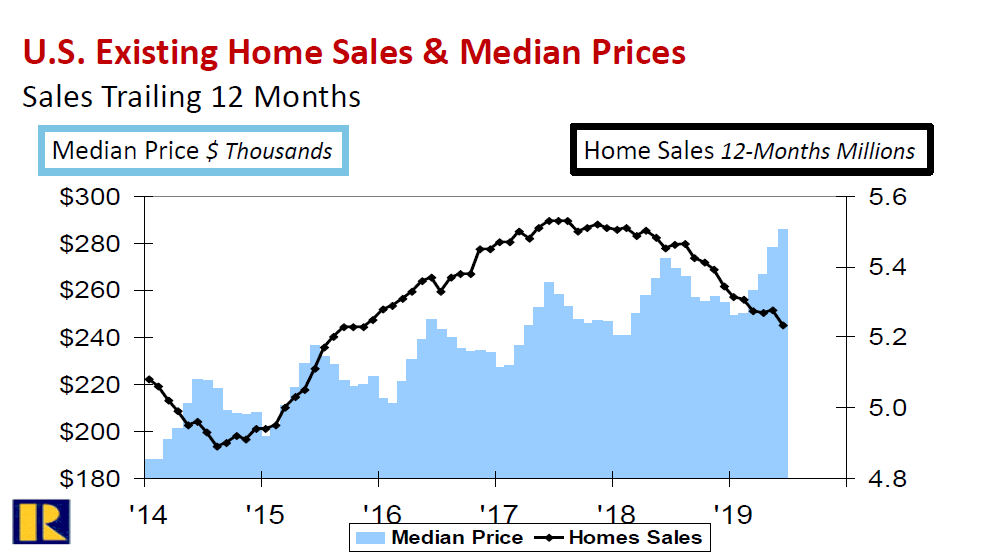 U.S. Existing Home Sales & Median Prices
Sales Trailing 12 Months
Median Price $ Thousands
Home Sales 12-Months Millions
$300
$280
$260
$240
$220
$200
$180
5.6
5.4
5.2
5.0
4.8
'14 '15 '16 '17 '18 '19
Median Price Homes Sales
R